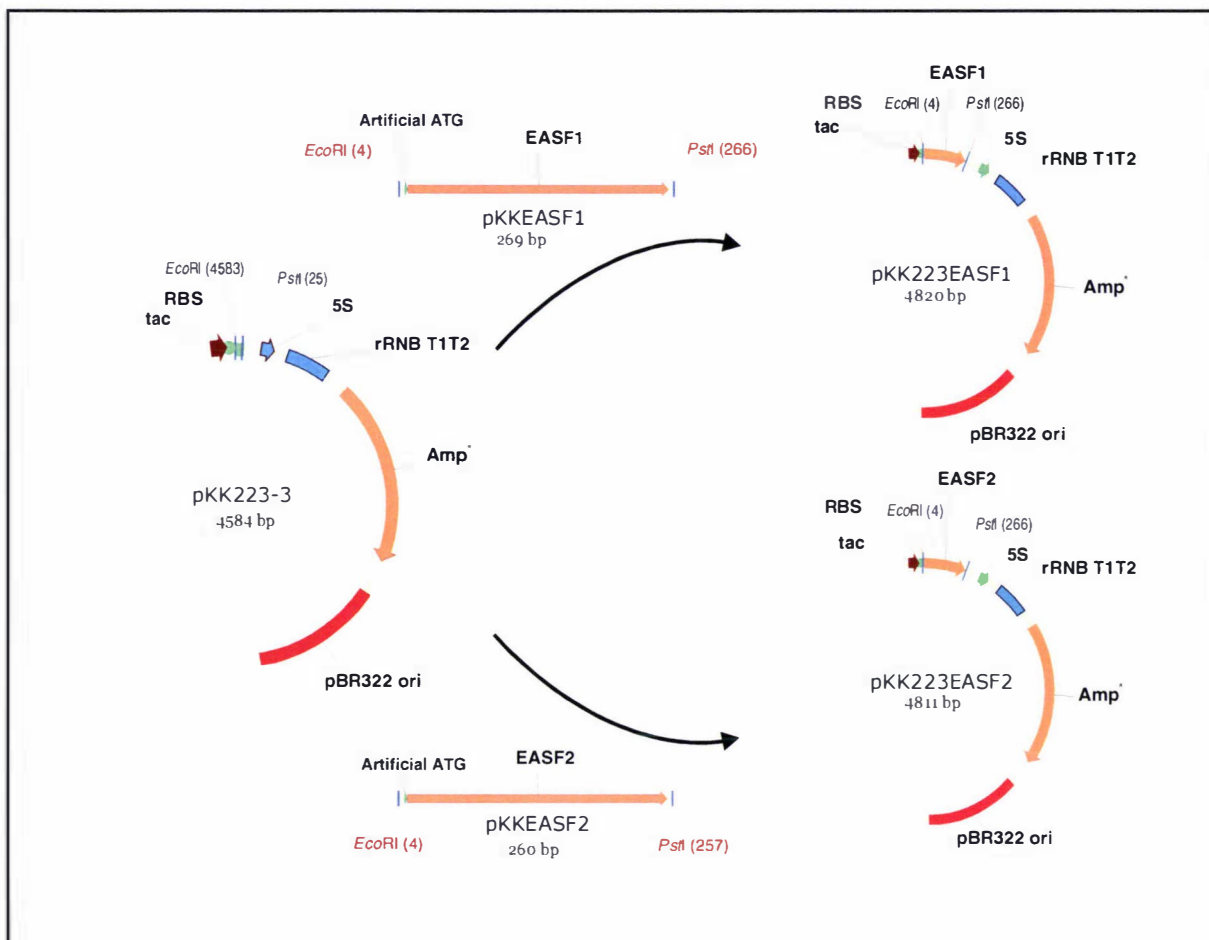 Artificial ATG
EcoRI (4)
EASF1
PstI (266)
pKKEASF1
269 bp
EcoRI (4583)
PstI (25)
RBS
5S
tac
rRNB T1T2
Amp^r
pKK223-3
4584 bp
pBR322 ori
Artificial ATG
EASF2
pKKEASF2
260 bp
EcoRI (4)
PstI (257)
EASF1
RBS
EcoRI (4)
PstI (266)
tac
5S
rRNB T1T2
pKK223EASF1
4820 bp
Amp^r
pBR322 ori
EASF2
RBS
EcoRI (4)
PstI (266)
tac
5S
rRNB T1T2
pKK223EASF2
4811 bp
Amp^r
pBR322 ori